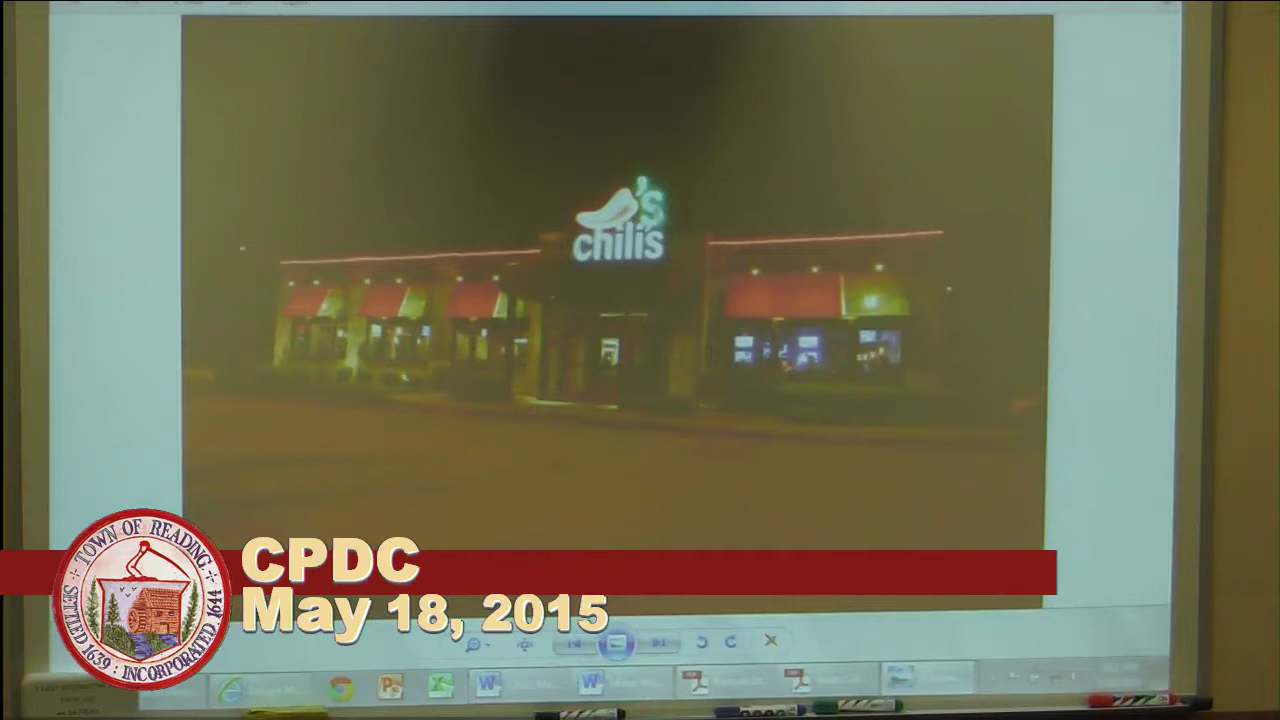 's
chili's
TOWN OF READING
SETTLED 1639 : INCORPORATED 1644
CPDC
May 18, 2015